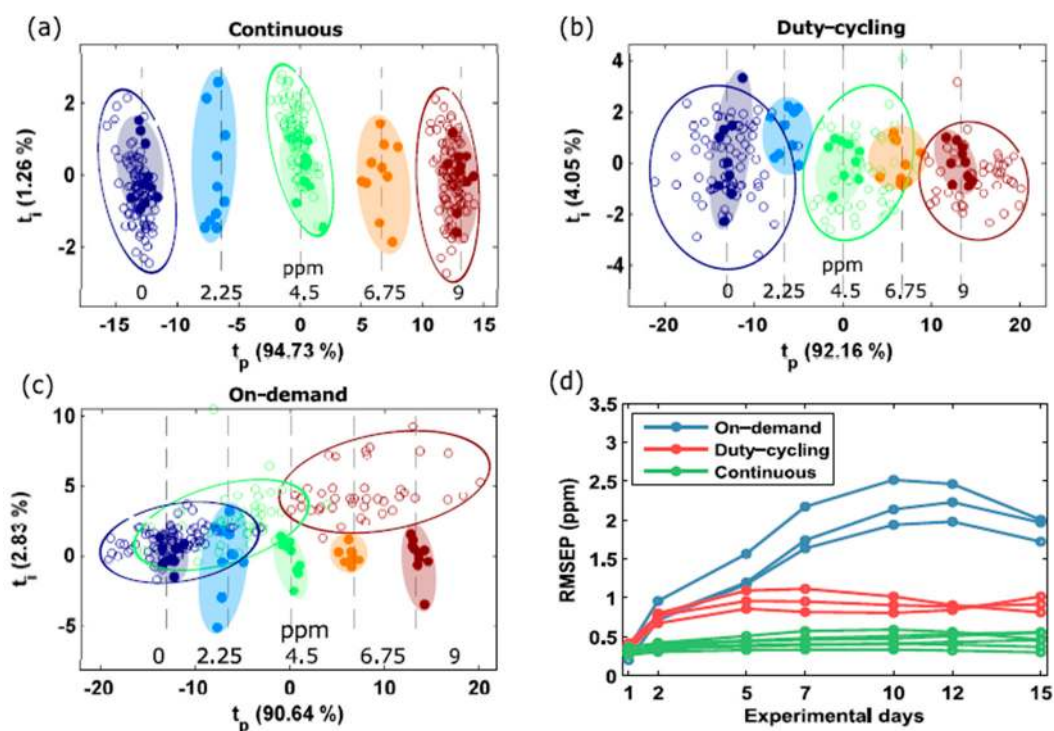 (a)
Continuous
t_i (1.26 %)
2
0
-2
ppm
0 2.25 4.5 6.75 9
-15 -10 -5 0 5 10 15
t_p (94.73 %)
(b)
Duty-cycling
t_i (4.05 %)
4
2
0
-2
-4
ppm
0 2.25 4.5 6.75 9
-20 -10 0 10 20
t_p (92.16 %)
(c)
On-demand
t_i (2.83 %)
10
5
0
-5
ppm
0 2.25 4.5 6.75 9
-20 -10 0 10 20
t_p (90.64 %)
(d)
RMSEP (ppm)
3.5
3
2.5
2
1.5
1
0.5
0
On-demand
Duty-cycling
Continuous
1 2 5 7 10 12 15
Experimental days